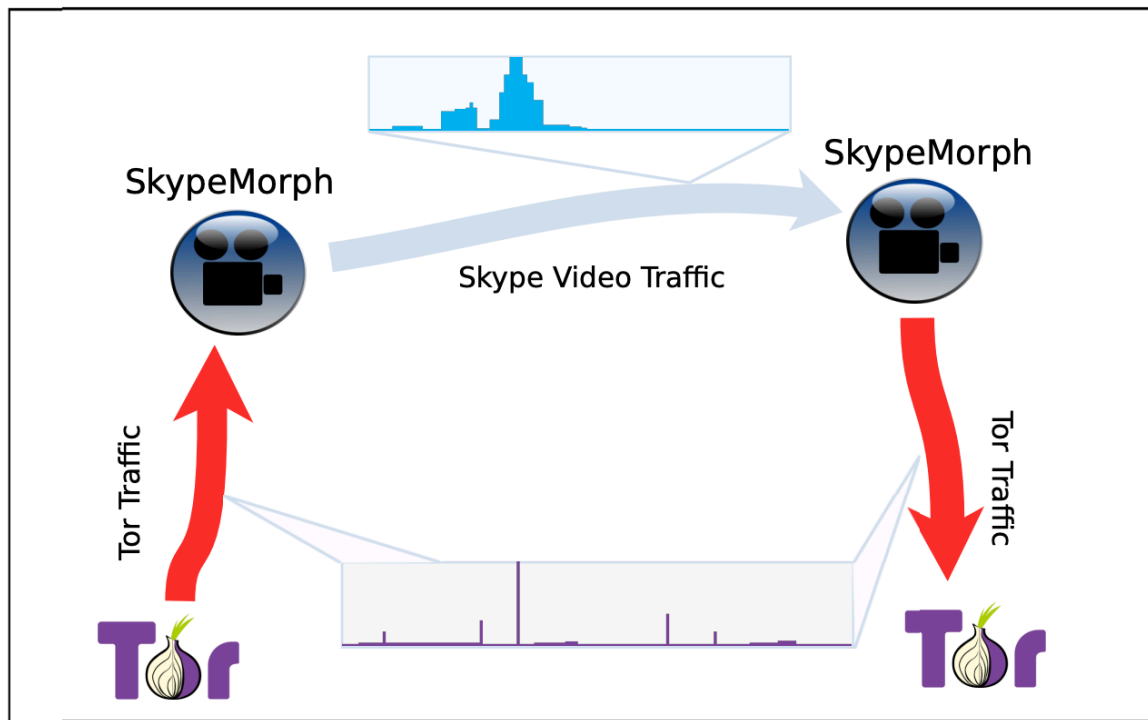 SkypeMorph
SkypeMorph
Skype Video Traffic
Tor Traffic
Tor Traffic
Tor
Tor